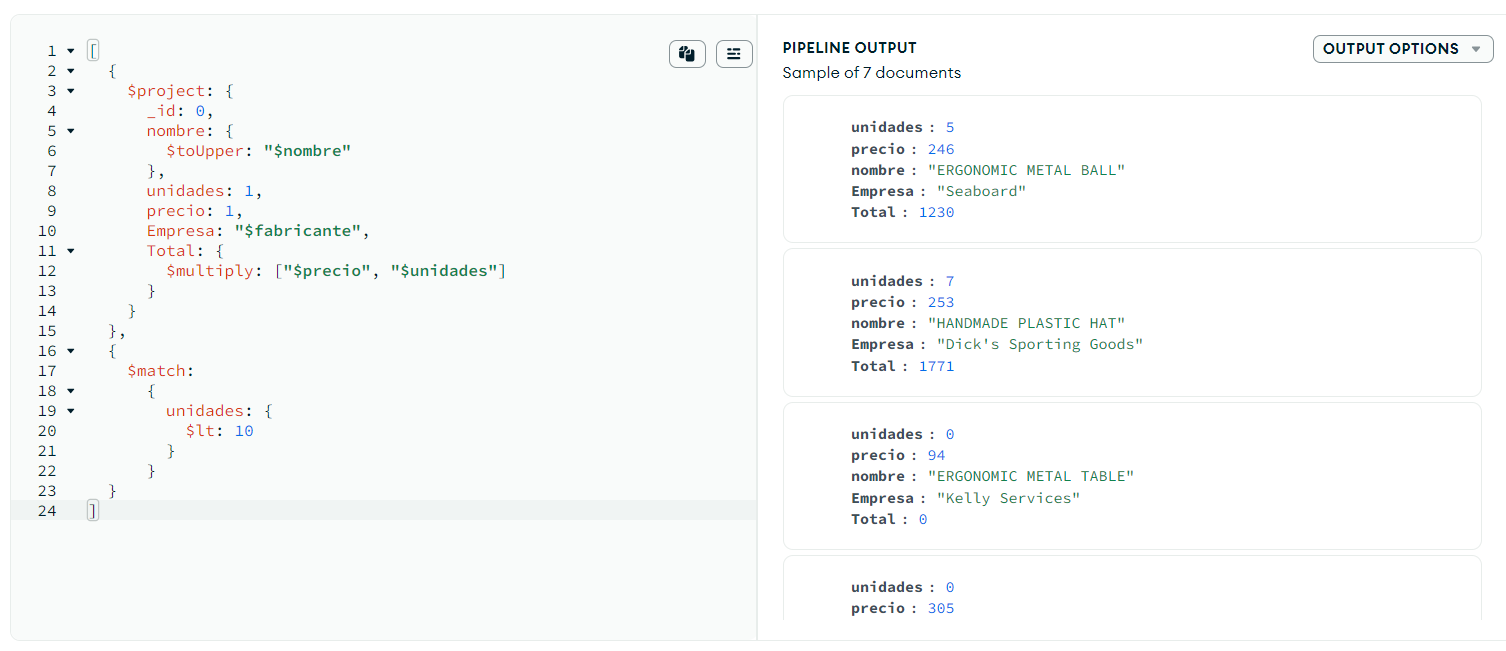 1 [
2 {
3 $project: {
4 _id: 0,
5 nombre: {
6 $toUpper: "$nombre"
7 },
8 unidades: 1,
9 precio: 1,
10 Empresa: "$fabricante",
11 Total: {
12 $multiply: ["$precio", "$unidades"]
13 }
14 }
15 },
16 {
17 $match:
18 {
19 unidades: {
20 $lt: 10
21 }
22 }
23 }
24 ]
PIPELINE OUTPUT
OUTPUT OPTIONS
Sample of 7 documents
unidades : 5
precio : 246
nombre : "ERGONOMIC METAL BALL"
Empresa : "Seaboard"
Total : 1230
unidades : 7
precio : 253
nombre : "HANDMADE PLASTIC HAT"
Empresa : "Dick's Sporting Goods"
Total : 1771
unidades : 0
precio : 94
nombre : "ERGONOMIC METAL TABLE"
Empresa : "Kelly Services"
Total : 0
unidades : 0
precio : 305